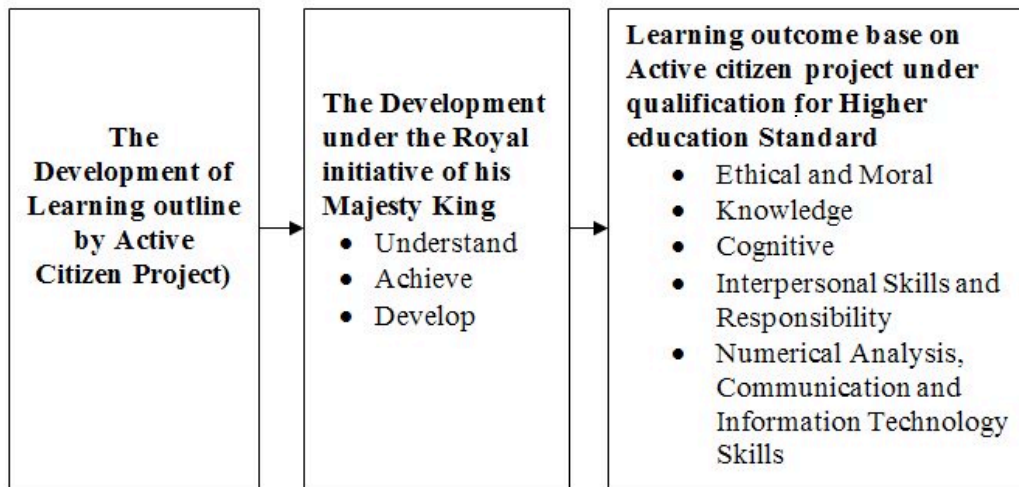 The
Development of
Learning outline
by Active
Citizen Project)
The Development
under the Royal
initiative of his
Majesty King
• Understand
• Achieve
• Develop
Learning outcome base on
Active citizen project under
qualification for Higher
education Standard
• Ethical and Moral
• Knowledge
• Cognitive
• Interpersonal Skills and
Responsibility
• Numerical Analysis,
Communication and
Information Technology
Skills